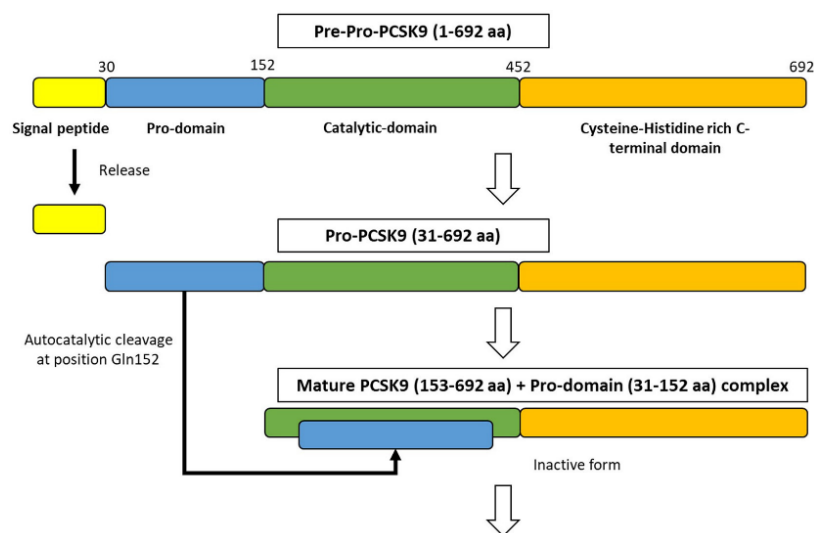 Pre-Pro-PCSK9 (1-692 aa)
30
152
452
692
Signal peptide
Pro-domain
Catalytic-domain
Cysteine-Histidine rich C-
terminal domain
Release
Pro-PCSK9 (31-692 aa)
Autocatalytic cleavage
at position Gln152
Mature PCSK9 (153-692 aa) + Pro-domain (31-152 aa) complex
Inactive form